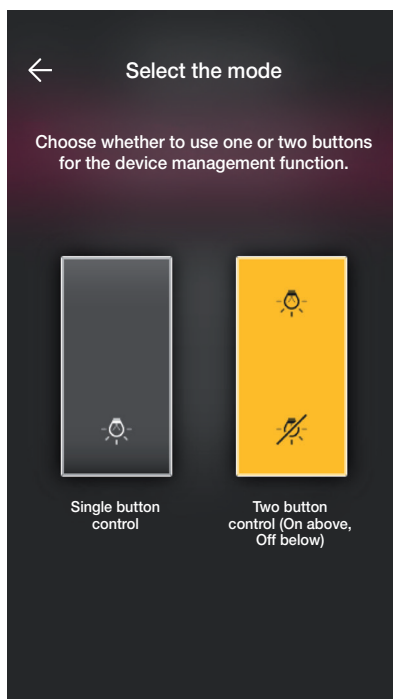 Select the mode
Choose whether to use one or two buttons
for the device management function.
Single button
control
Two button
control (On above,
Off below)